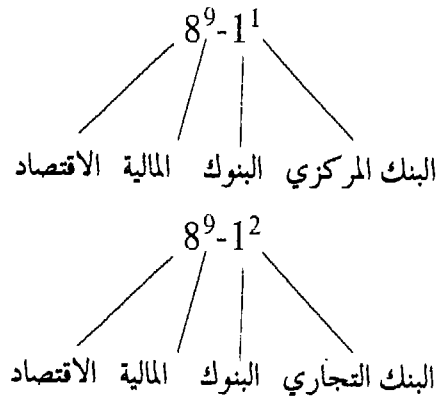 8⁹-1¹
البنك المركزي البنوك المالية الاقتصاد
8⁹-1²
البنك التجاري البنوك المالية الاقتصاد